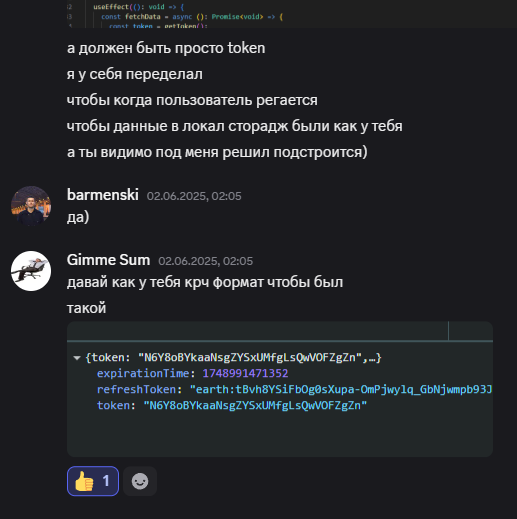 useEffect((): void => {
const fetchData = async (): Promise<void> => {
const token = getToken();
а должен быть просто token
я у себя переделал
чтобы когда пользователь регается
чтобы данные в локал сторадж были как у тебя
а ты видимо под меня решил подстроится)
barmenski 02.06.2025, 02:05
да)
Gimme Sum 02.06.2025, 02:05
давай как у тебя крч формат чтобы был
такой
{token: "N6Y8oBYkaaNsgZYSxUMfgLsQwVOFZgZn",…}
expirationTime: 1748991471352
refreshToken: "earth:tBvh8YSiFbOg0sXupa-OmPjwylq_GbNjwmpb93J
token: "N6Y8oBYkaaNsgZYSxUMfgLsQwVOFZgZn"
1